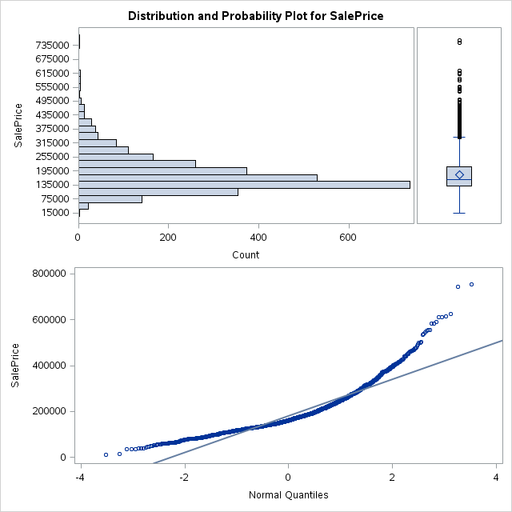 Distribution and Probability Plot for SalePrice
735000
675000
615000
555000
495000
435000
375000
315000
255000
195000
135000
75000
15000
SalePrice
0 200 400 600
Count
800000
600000
400000
200000
0
SalePrice
-4 -2 0 2 4
Normal Quantiles